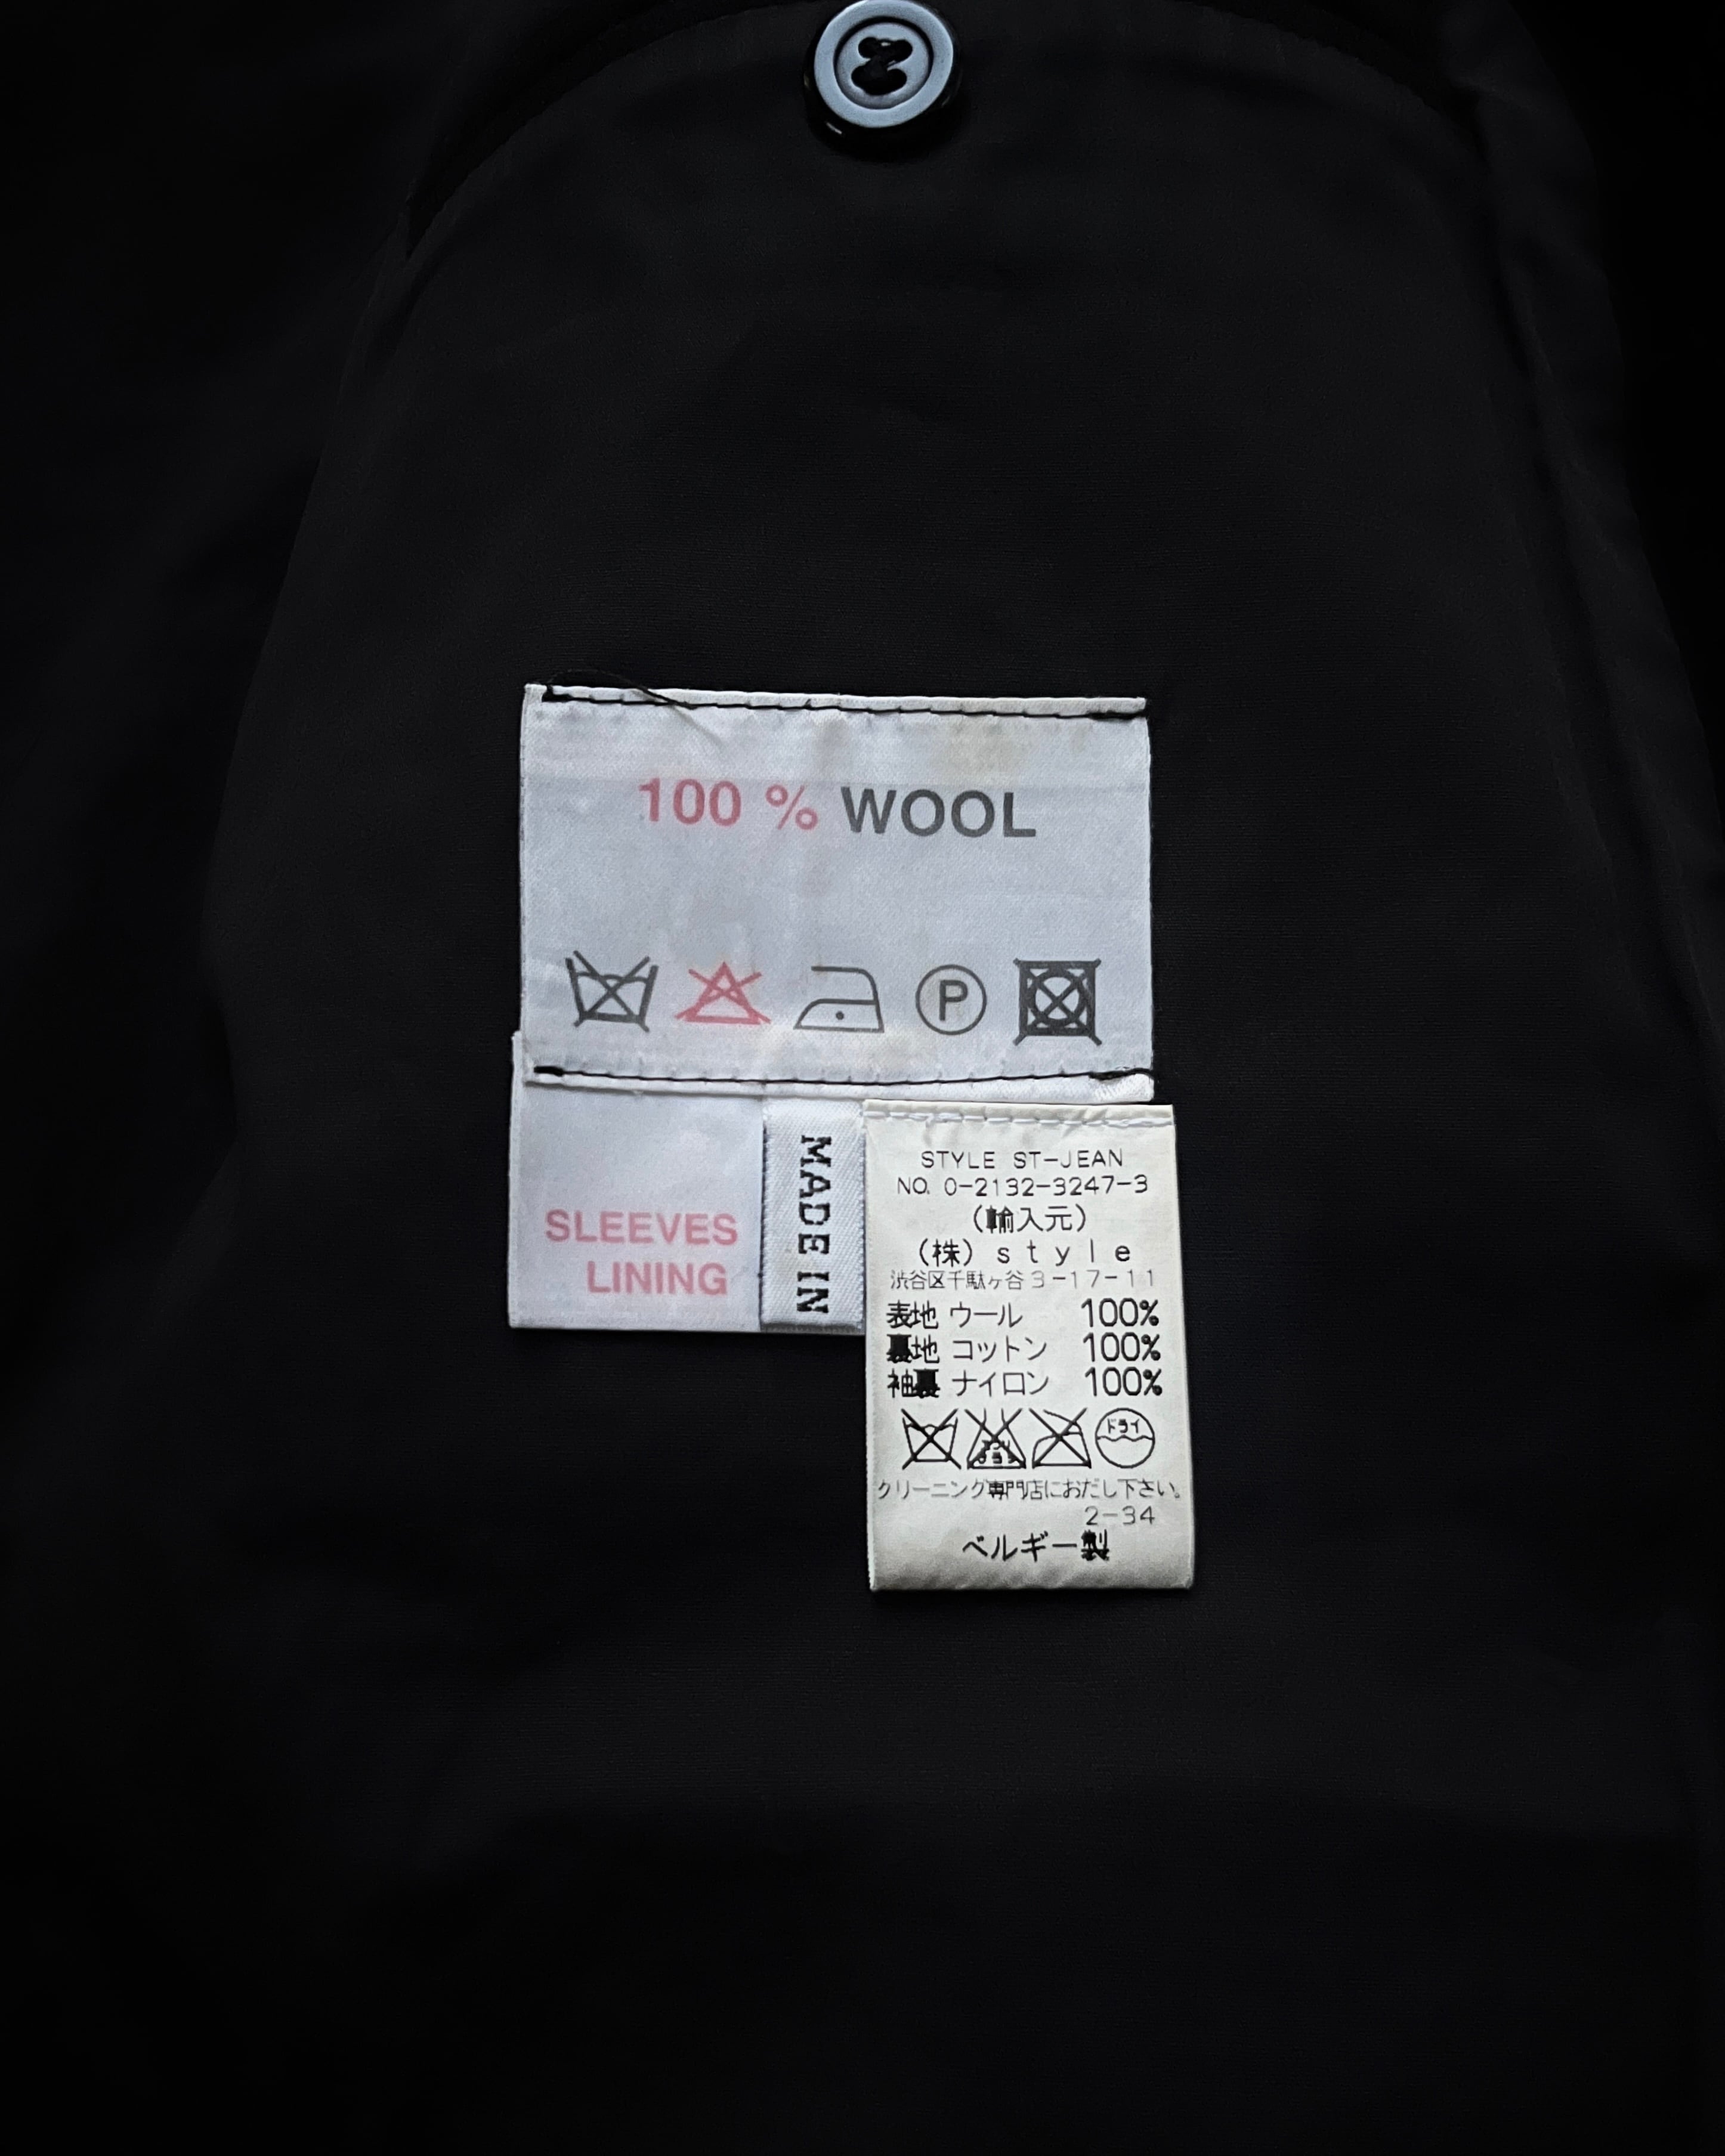 100 % WOOL
P
SLEEVES
LINING
MADE IN
STYLE ST-JEAN
NO. 0-2132-3247-3
(輸入元)
(株) style
渋谷区千駄ヶ谷3-17-11
表地 ウール 100%
裏地 コットン 100%
袖裏 ナイロン 100%
ドライ
クリーニング専門店におだし下さい。
2-34
ベルギー製